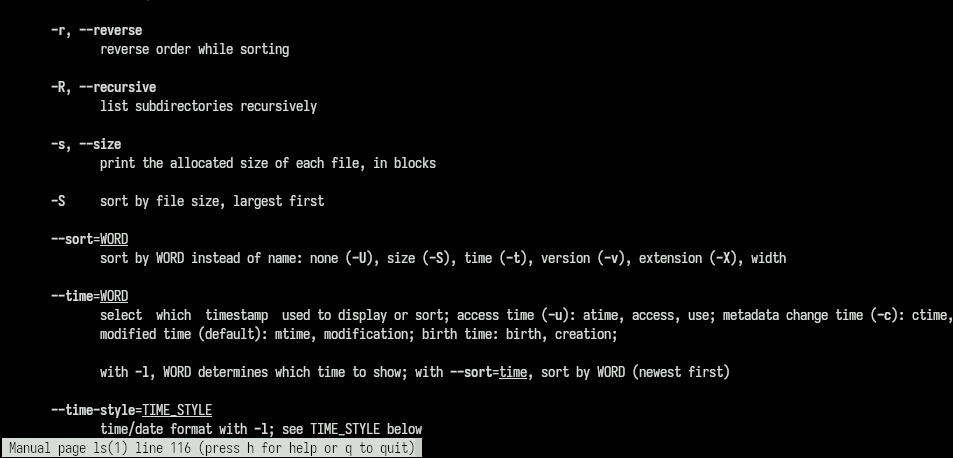 -r, --reverse
reverse order while sorting
-R, --recursive
list subdirectories recursively
-s, --size
print the allocated size of each file, in blocks
-S sort by file size, largest first
--sort=WORD
sort by WORD instead of name: none (-U), size (-S), time (-t), version (-v), extension (-X), width
--time=WORD
select which timestamp used to display or sort; access time (-u): atime, access, use; metadata change time (-c): ctime,
modified time (default): mtime, modification; birth time: birth, creation;
with -l, WORD determines which time to show; with --sort=time, sort by WORD (newest first)
--time-style=TIME_STYLE
time/date format with -l; see TIME_STYLE below
Manual page ls(1) line 116 (press h for help or q to quit)